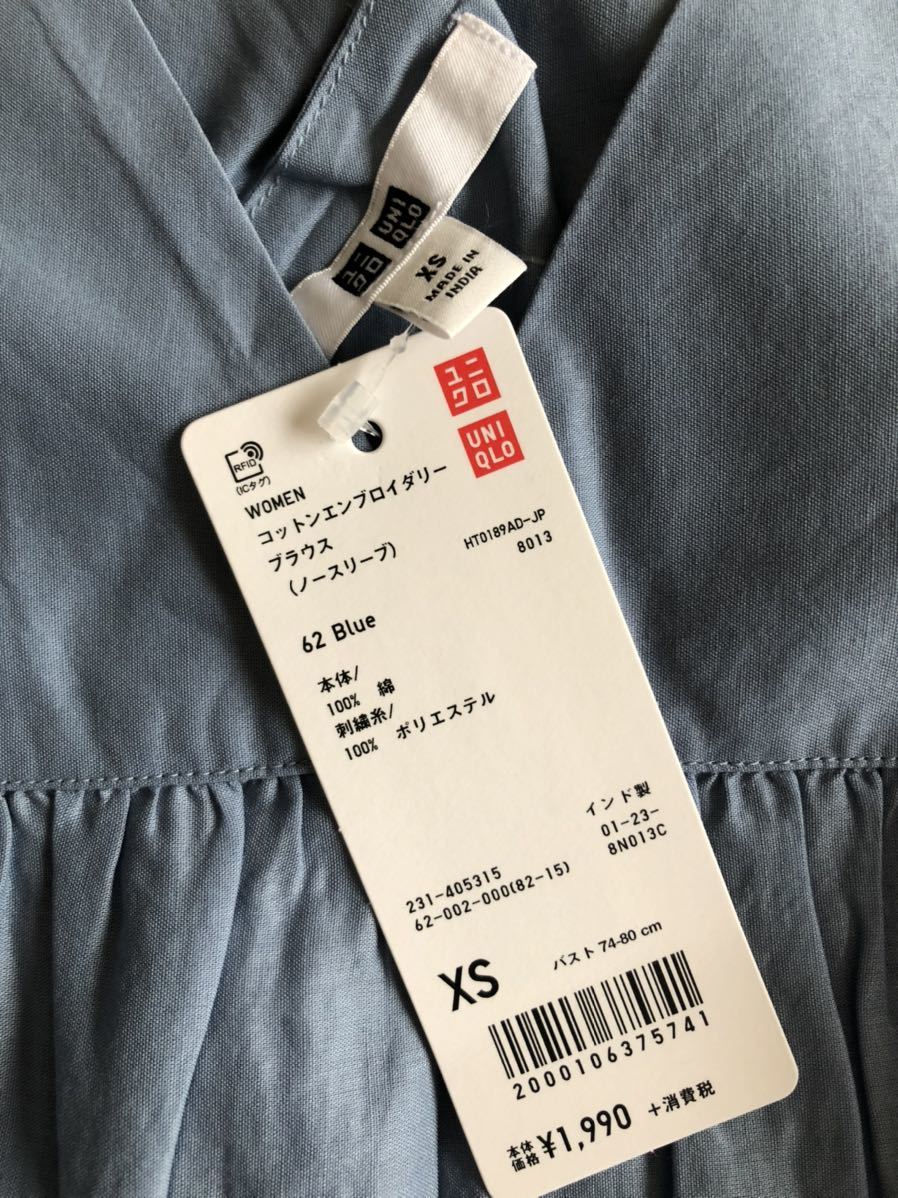 ユニ
クロ
UNI
QLO
XS
MADE IN
INDIA
ユニ
クロ
UNI
QLO
RFID
(ICタグ)
WOMEN
コットンエンブロイダリー
ブラウス
(ノースリーブ)
HT0189AD-JP
8013
62 Blue
本体/
100% 綿
刺繍糸/
100% ポリエステル
インド製
01-23-
8N013C
231-405315
62-002-000(82-15)
XS
バスト 74-80 cm
2000106375741
本体
価格 ¥1,990 +消費税